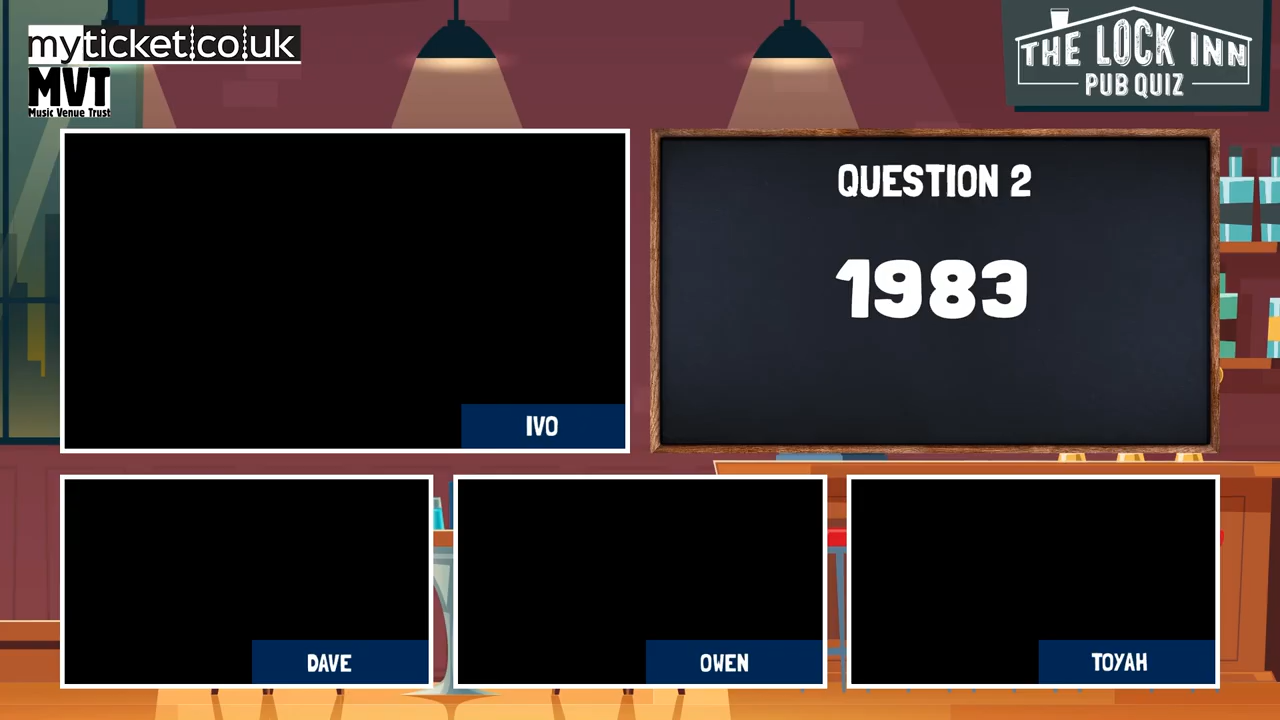 myticket.co.uk
MVT
Music Venue Trust
THE LOCK INN
PUB QUIZ
QUESTION 2
1983
IVO
DAVE
OWEN
TOYAH